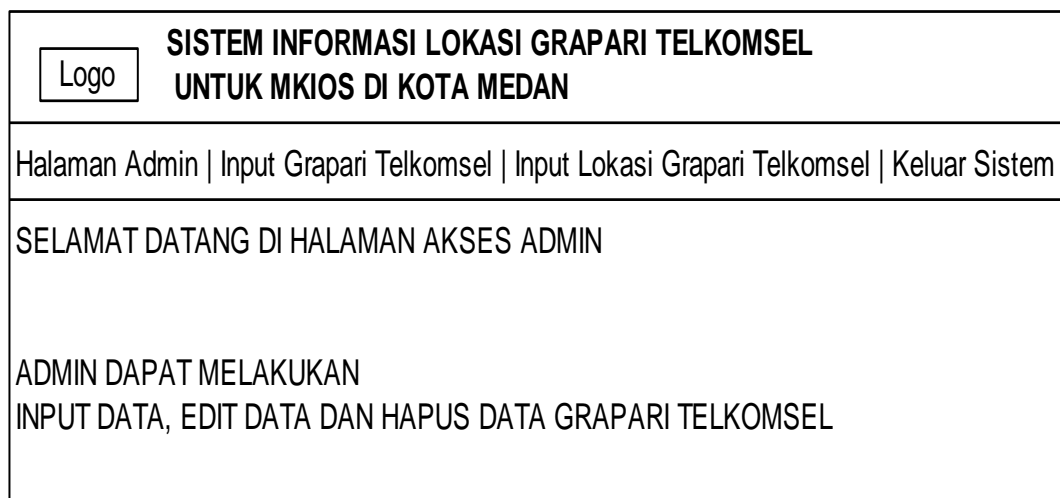 Logo
SISTEM INFORMASI LOKASI GRAPARI TELKOMSEL
UNTUK MKIOS DI KOTA MEDAN
Halaman Admin | Input Grapari Telkomsel | Input Lokasi Grapari Telkomsel | Keluar Sistem
SELAMAT DATANG DI HALAMAN AKSES ADMIN
ADMIN DAPAT MELAKUKAN
INPUT DATA, EDIT DATA DAN HAPUS DATA GRAPARI TELKOMSEL